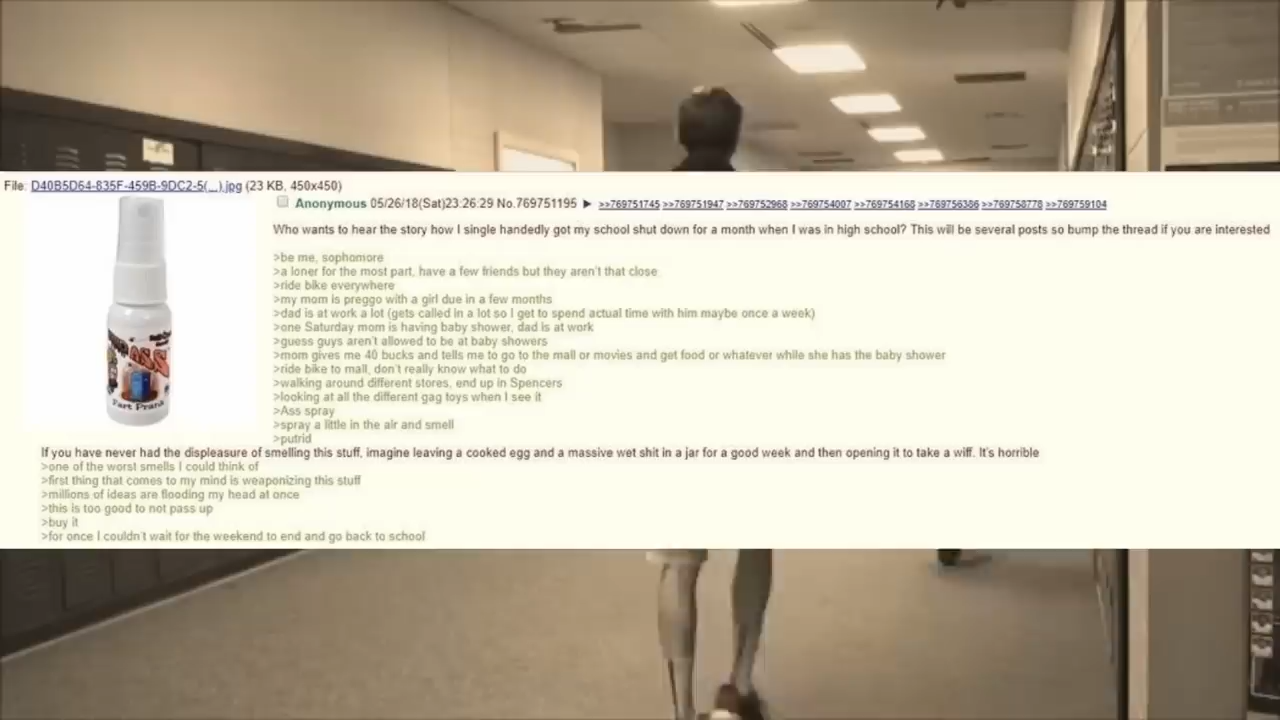 File: D40B5D64-835F-459B-9DC2-5(...).jpg (23 KB, 450x450)
Anonymous 05/26/18(Sat)23:26:29 No.769751195 ▶ >>769751745 >>769751947 >>769752968 >>769754007 >>769754168 >>769756386 >>769758778 >>769759104
Who wants to hear the story how I single handedly got my school shut down for a month when I was in high school? This will be several posts so bump the thread if you are interested
>be me, sophomore
>a loner for the most part, have a few friends but they aren't that close
>ride bike everywhere
>my mom is preggo with a girl due in a few months
>dad is at work a lot (gets called in a lot so I get to spend actual time with him maybe once a week)
>one Saturday mom is having baby shower, dad is at work
>guess guys aren't allowed to be at baby showers
>mom gives me 40 bucks and tells me to go to the mall or movies and get food or whatever while she has the baby shower
>ride bike to mall, don't really know what to do
>walking around different stores, end up in Spencers
>looking at all the different gag toys when I see it
>Ass spray
>spray a little in the air and smell
>putrid
If you have never had the displeasure of smelling this stuff, imagine leaving a cooked egg and a massive wet shit in a jar for a good week and then opening it to take a wiff. It's horrible
>one of the worst smells I could think of
>first thing that comes to my mind is weaponizing this stuff
>millions of ideas are flooding my head at once
>this is too good to not pass up
>buy it
>for once I couldn't wait for the weekend to end and go back to school
ASS
Fart Prank